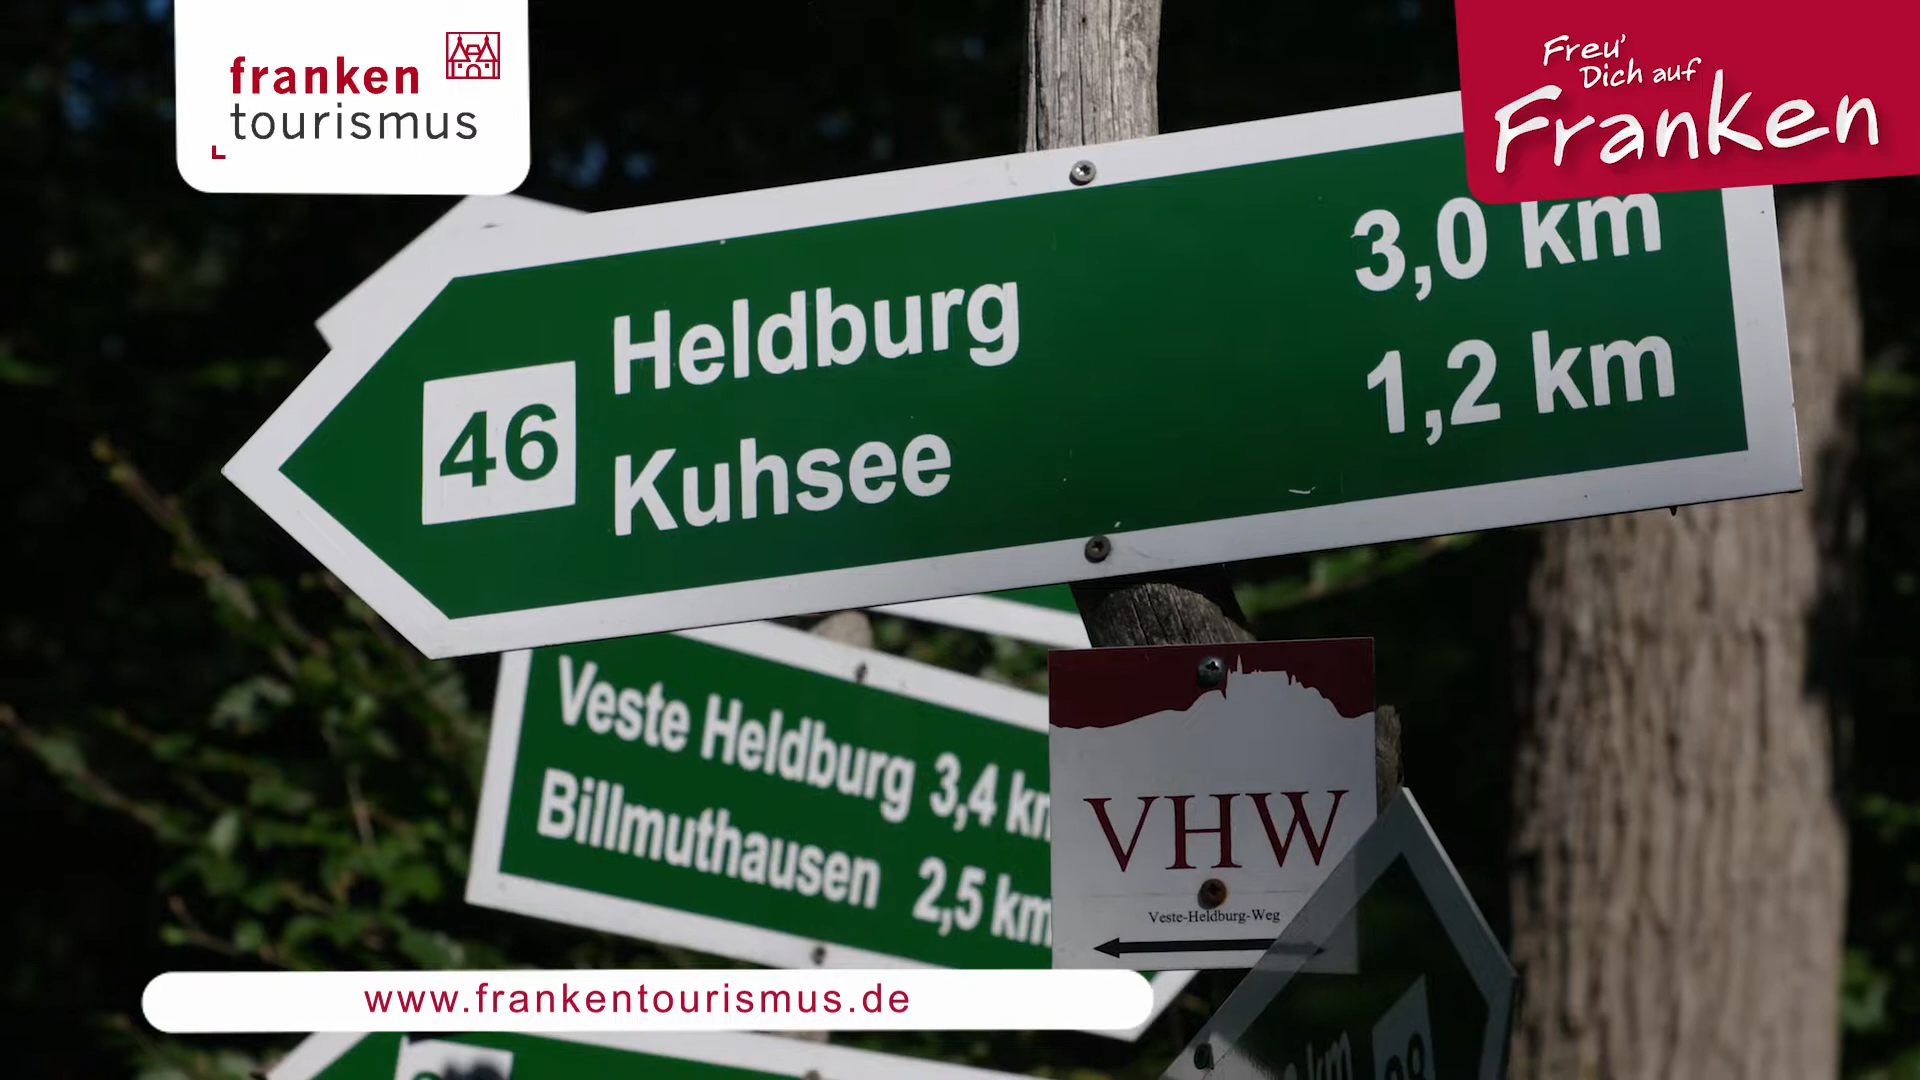 franken
tourismus
Freu'
Dich auf
Franken
46
Heldburg 3,0 km
Kuhsee 1,2 km
Veste Heldburg 3,4
Billmuthausen 2,5 km
VHW
Veste-Heldburg-Weg
www.frankentourismus.de
km